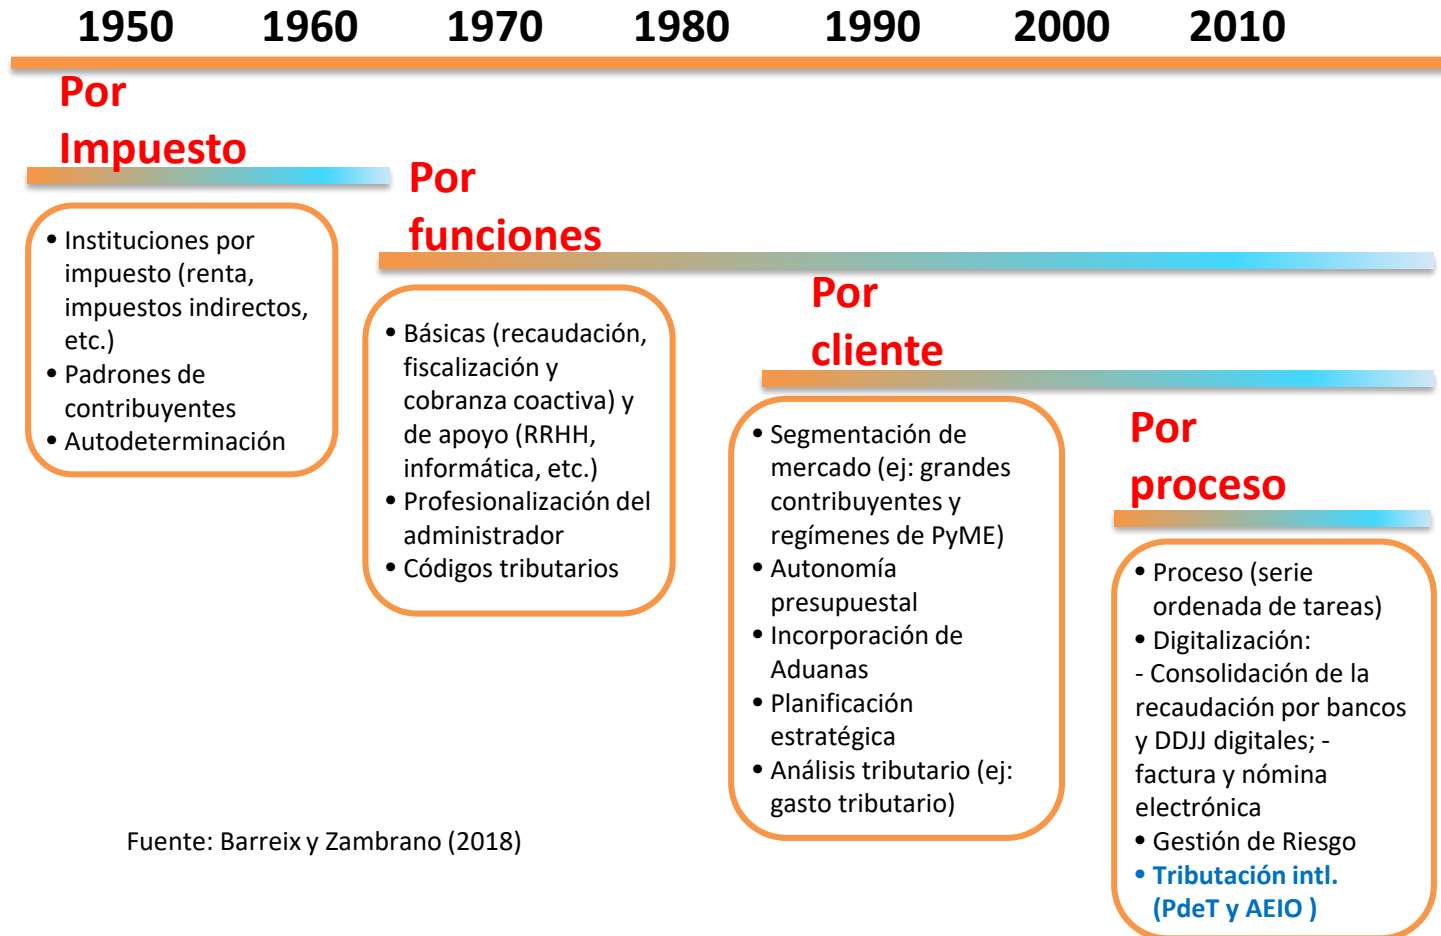 1950 1960 1970 1980 1990 2000 2010
Por
Impuesto
• Instituciones por
impuesto (renta,
impuestos indirectos,
etc.)
• Padrones de
contribuyentes
• Autodeterminación
Por
funciones
• Básicas (recaudación,
fiscalización y
cobranza coactiva) y
de apoyo (RRHH,
informática, etc.)
• Profesionalización del
administrador
• Códigos tributarios
Por
cliente
• Segmentación de
mercado (ej: grandes
contribuyentes y
regímenes de PyME)
• Autonomía
presupuestal
• Incorporación de
Aduanas
• Planificación
estratégica
• Análisis tributario (ej:
gasto tributario)
Por
proceso
• Proceso (serie
ordenada de tareas)
• Digitalización:
- Consolidación de la
recaudación por bancos
y DDJJ digitales; -
factura y nómina
electrónica
• Gestión de Riesgo
• Tributación intl.
(PdeT y AEIO )
Fuente: Barreix y Zambrano (2018)